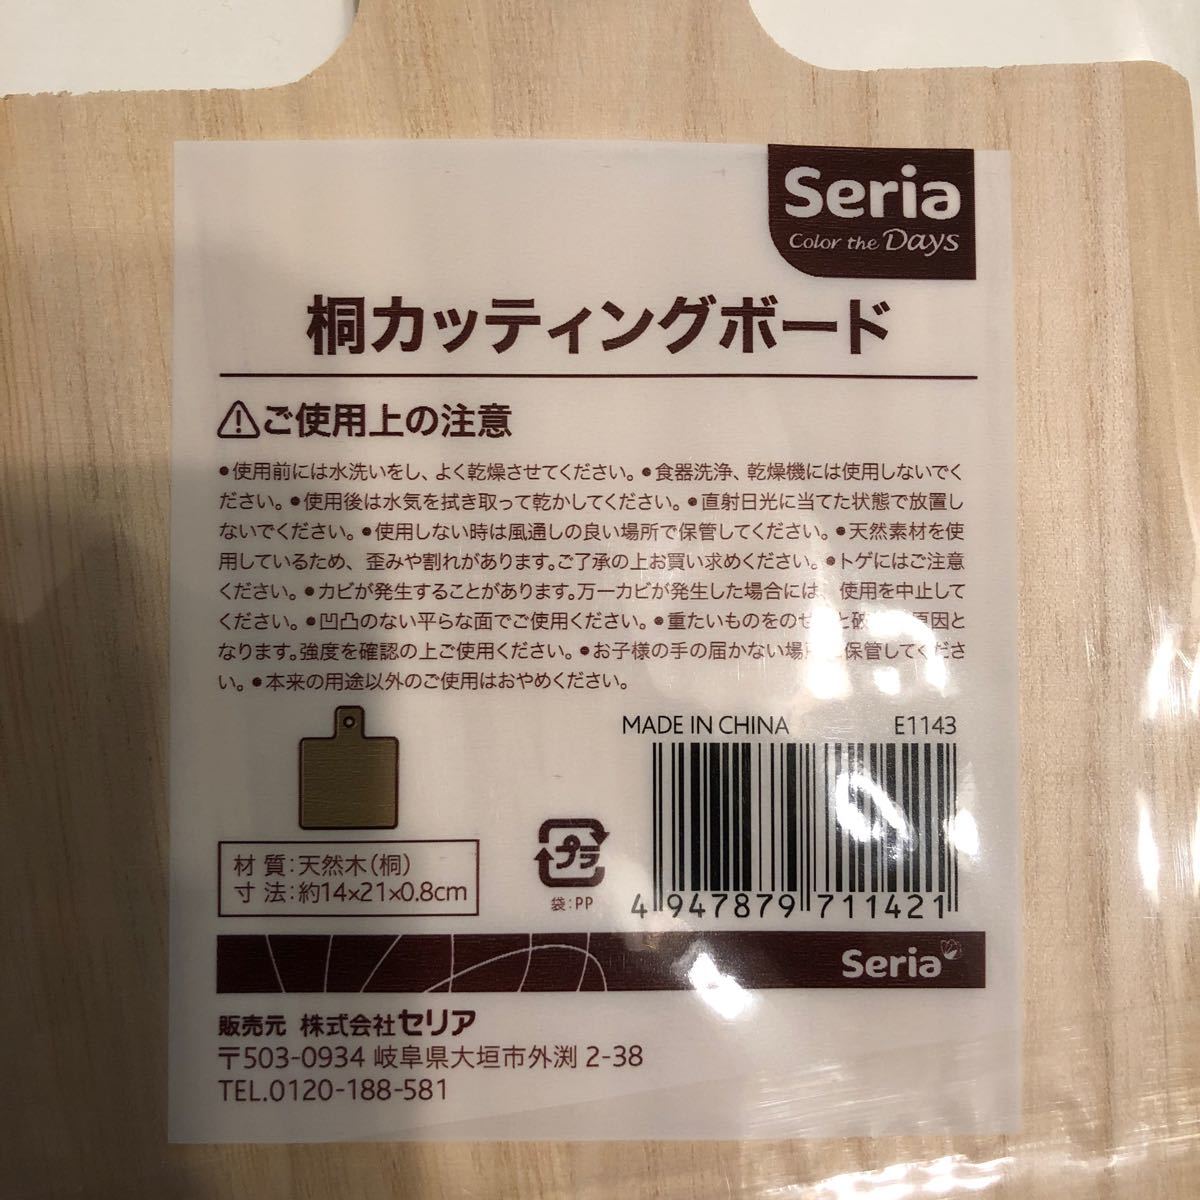 Seria
Color the Days
桐カッティングボード
ご使用上の注意
●使用前には水洗いをし、よく乾燥させてください。●食器洗浄、乾燥機には使用しないでく
ださい。●使用後は水気を拭き取って乾かしてください。●直射日光に当てた状態で放置し
ないでください。●使用しない時は風通しの良い場所で保管してください。●天然素材を使
用しているため、歪みや割れがあります。ご了承の上お買い求めください。●トゲにはご注意
ください。●カビが発生することがあります。万一カビが発生した場合には、使用を中止して
ください。●凹凸のない平らな面でご使用ください。●重たいものをのせ と破 原因と
なります。強度を確認の上ご使用ください。●お子様の手の届かない場所 保管してくださ
い。●本来の用途以外のご使用はおやめください。
MADE IN CHINA E1143
材 質:天然木(桐)
寸 法:約14×21×0.8cm
プラ
袋:PP
4 947879 711421
Seria
販売元 株式会社セリア
〒503-0934 岐阜県大垣市外渕 2-38
TEL.0120-188-581